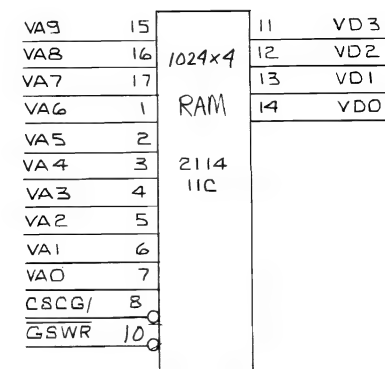 VA9 15 11 VD3
VA8 16 1024x4 12 VD2
VA7 17 13 VD1
VA6 1 RAM 14 VD0
VA5 2
VA4 3 2114
VA3 4 11C
VA2 5
VA1 6
VA0 7
CSCG/ 8
GSWR 10